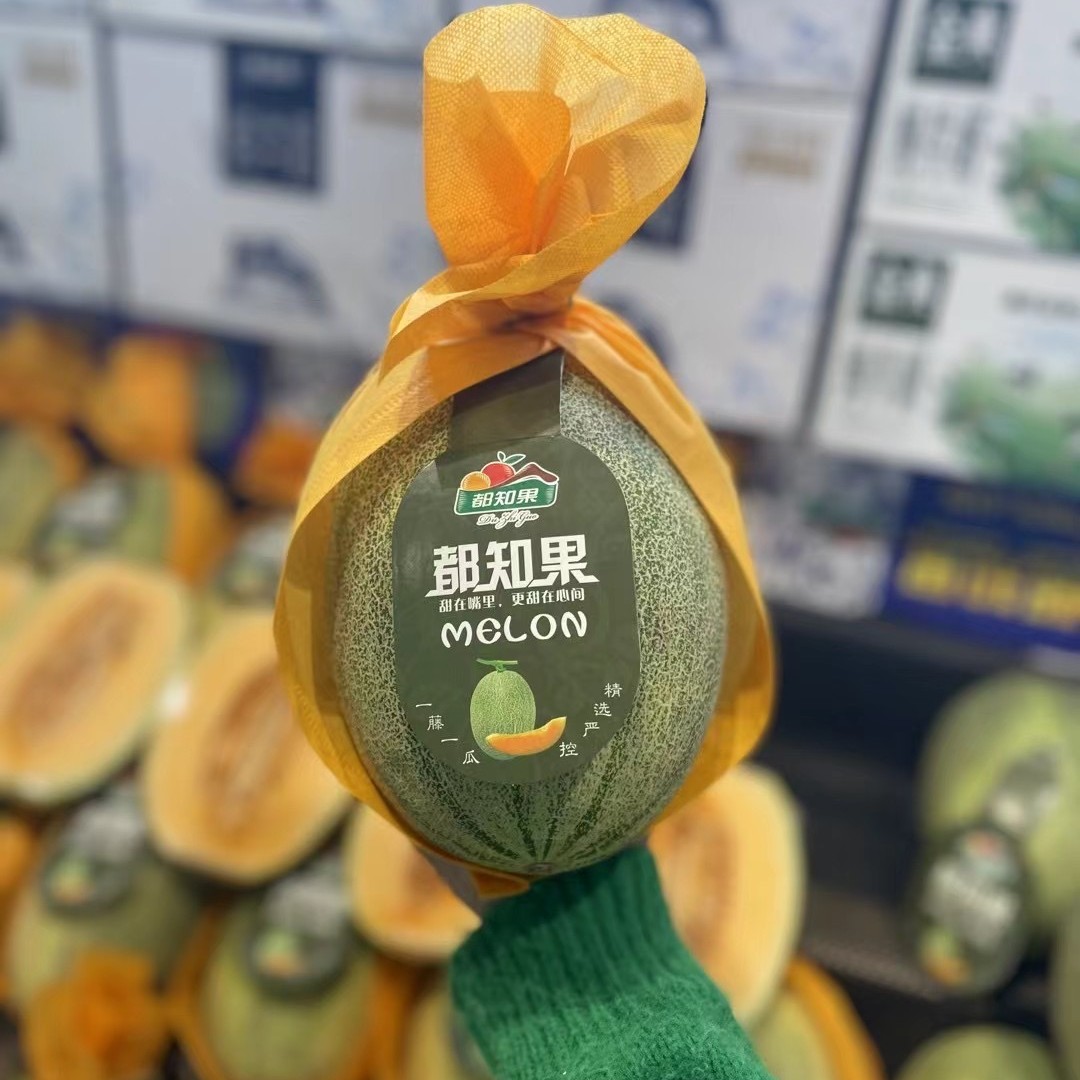 都知果
Du Zhi Guo
都知果
甜在嘴里，更甜在心间
MELON
一藤一瓜
精选严控